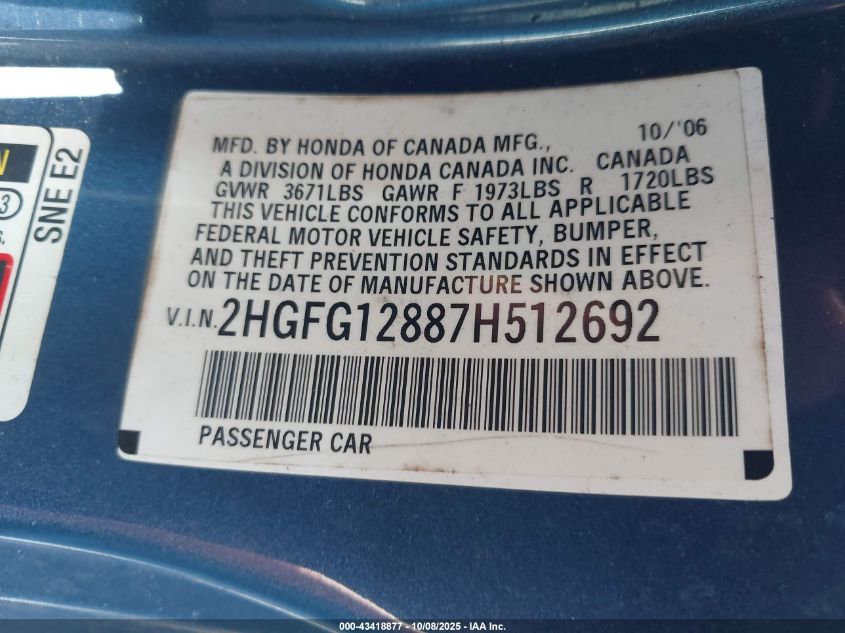 MFD. BY HONDA OF CANADA MFG., 10/'06
A DIVISION OF HONDA CANADA INC. CANADA
GVWR 3671LBS GAWR F 1973LBS R 1720LBS
THIS VEHICLE CONFORMS TO ALL APPLICABLE
FEDERAL MOTOR VEHICLE SAFETY, BUMPER,
AND THEFT PREVENTION STANDARDS IN EFFECT
ON THE DATE OF MANUFACTURE SHOWN ABOVE.
V.I.N. 2HGFG12887H512692
PASSENGER CAR
SNE E2
N
3
000-43418877 - 10/08/2025 - IAA Inc.